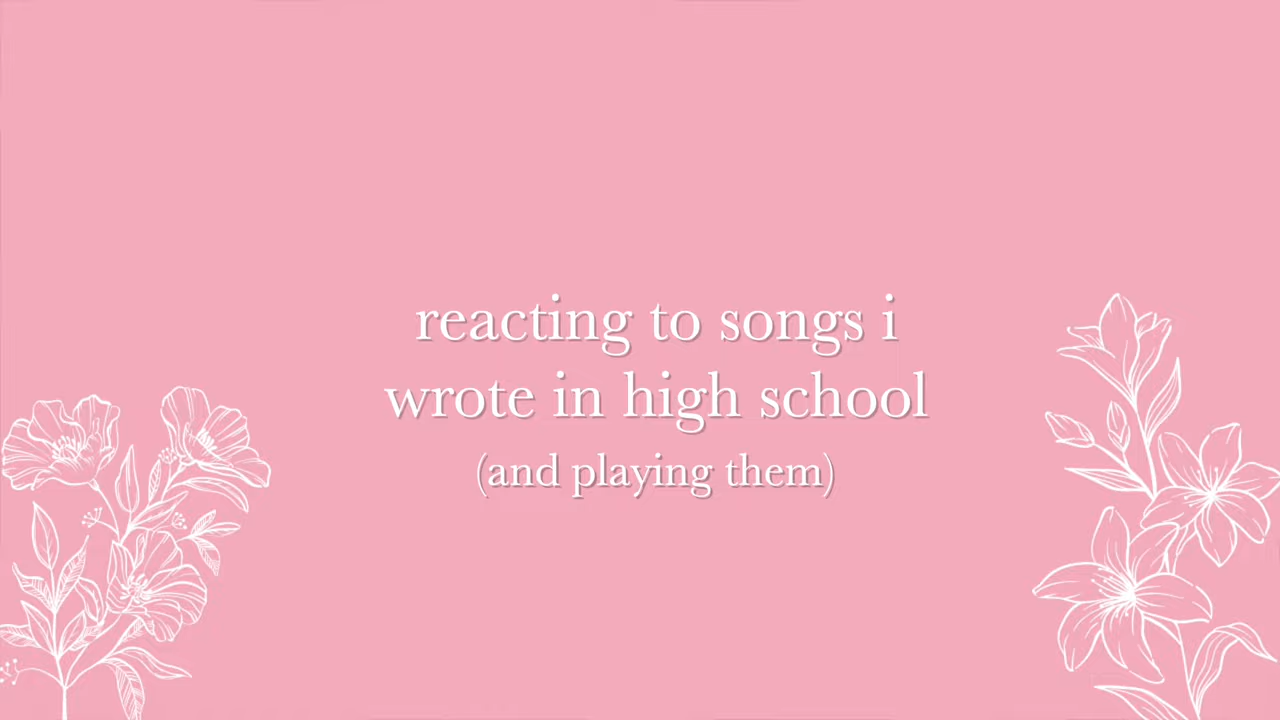 reacting to songs i
wrote in high school
(and playing them)